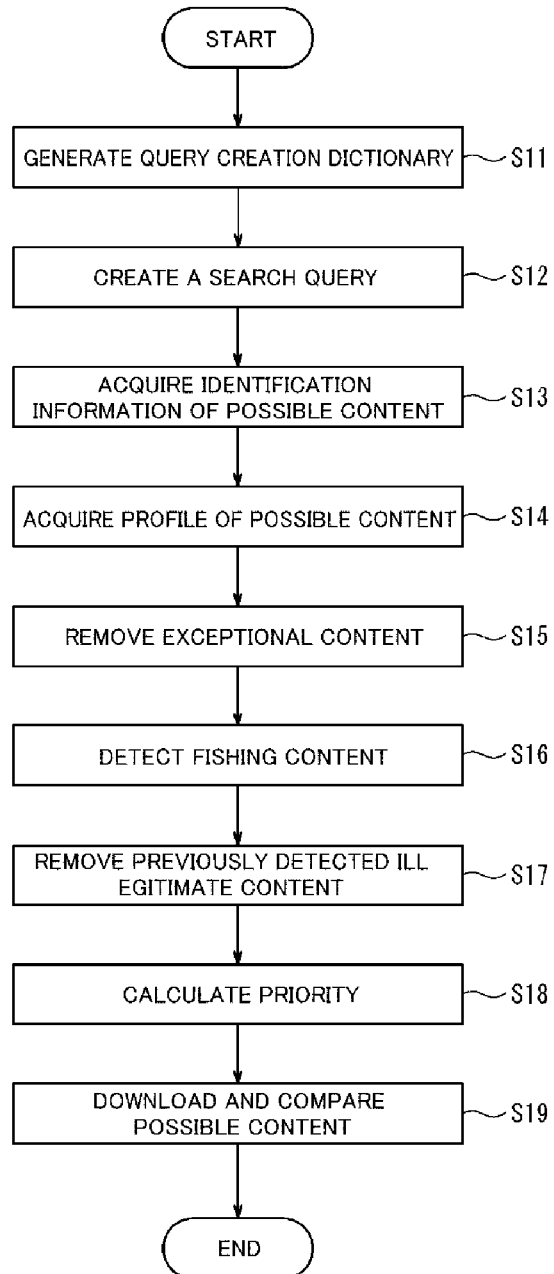 START
GENERATE QUERY CREATION DICTIONARY S11
CREATE A SEARCH QUERY S12
ACQUIRE IDENTIFICATION
INFORMATION OF POSSIBLE CONTENT S13
ACQUIRE PROFILE OF POSSIBLE CONTENT S14
REMOVE EXCEPTIONAL CONTENT S15
DETECT FISHING CONTENT S16
REMOVE PREVIOUSLY DETECTED ILL
EGITIMATE CONTENT S17
CALCULATE PRIORITY S18
DOWNLOAD AND COMPARE
POSSIBLE CONTENT S19
END